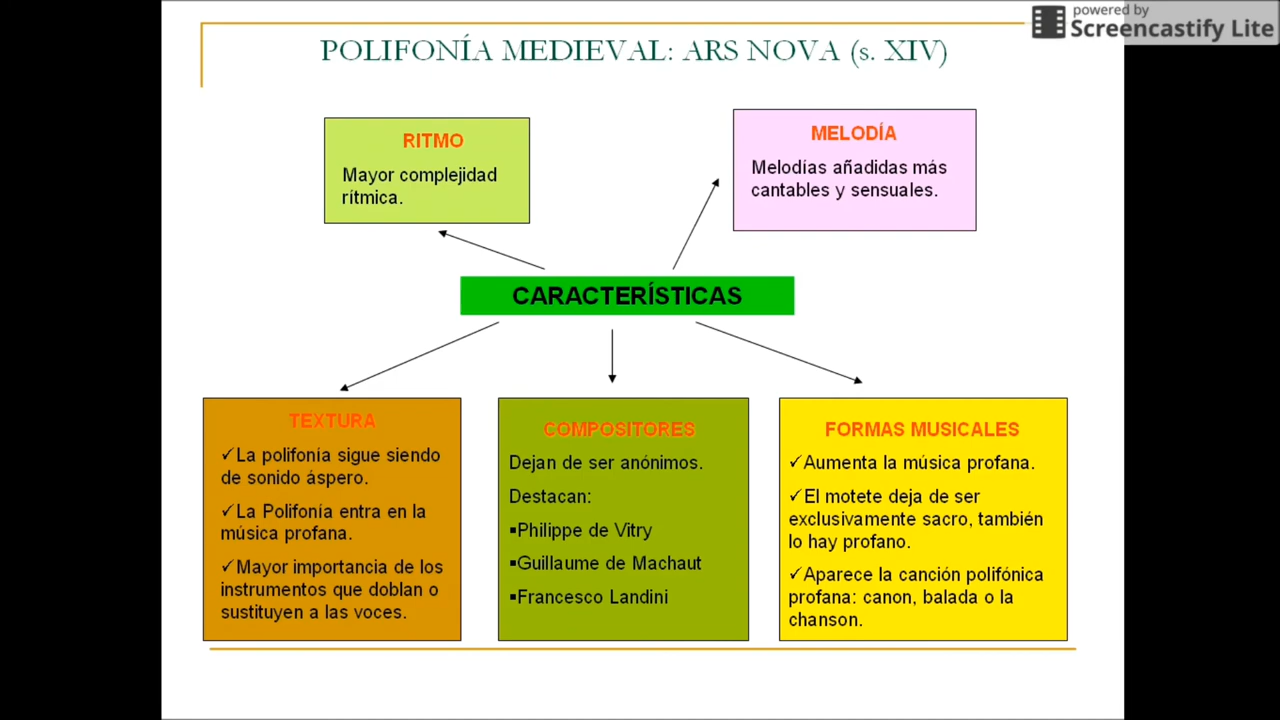 powered by
Screencastify Lite
POLIFONÍA MEDIEVAL: ARS NOVA (s. XIV)
RITMO
Mayor complejidad
rítmica.
MELODÍA
Melodías añadidas más
cantables y sensuales.
CARACTERÍSTICAS
TEXTURA
✓La polifonía sigue siendo
de sonido áspero.
✓La Polifonía entra en la
música profana.
✓Mayor importancia de los
instrumentos que doblan o
sustituyen a las voces.
COMPOSITORES
Dejan de ser anónimos.
Destacan:
▪Philippe de Vitry
▪Guillaume de Machaut
▪Francesco Landini
FORMAS MUSICALES
✓Aumenta la música profana.
✓El motete deja de ser
exclusivamente sacro, también
lo hay profano.
✓Aparece la canción polifónica
profana: canon, balada o la
chanson.